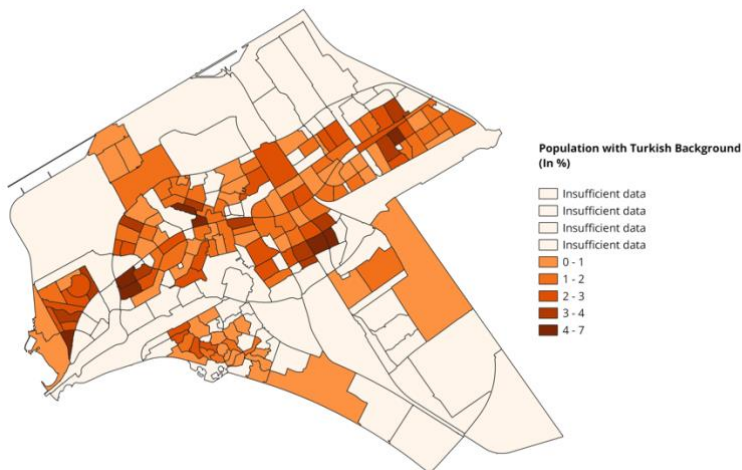 Population with Turkish Background
(In %)
Insufficient data
Insufficient data
Insufficient data
Insufficient data
0 - 1
1 - 2
2 - 3
3 - 4
4 - 7